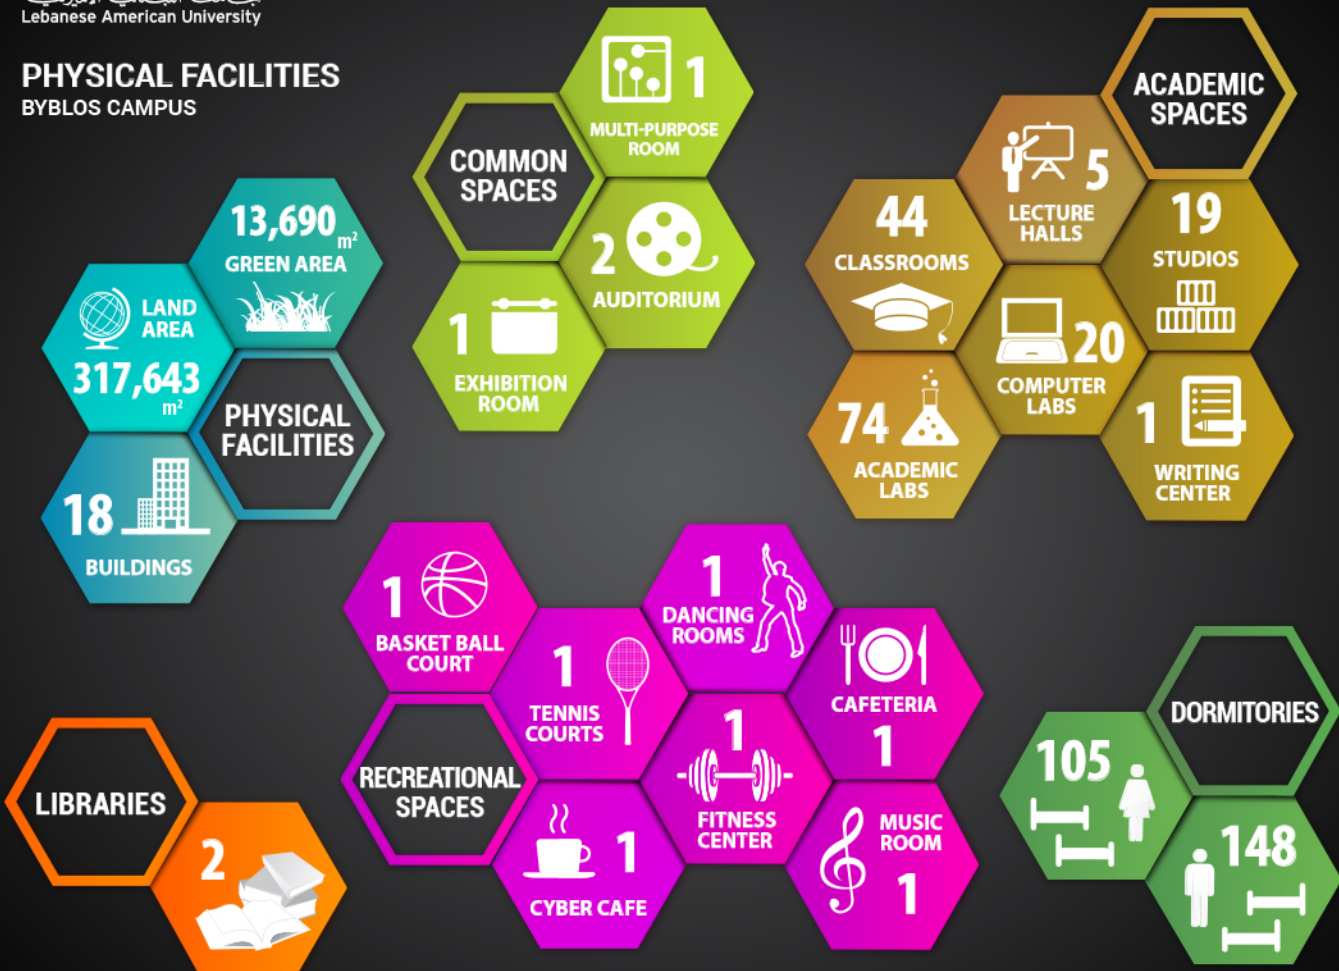 Lebanese American University
PHYSICAL FACILITIES
BYBLOS CAMPUS
13,690 m²
GREEN AREA
LAND
AREA
317,643
m²
PHYSICAL
FACILITIES
18
BUILDINGS
COMMON
SPACES
1
MULTI-PURPOSE
ROOM
2
AUDITORIUM
1
EXHIBITION
ROOM
ACADEMIC
SPACES
5
LECTURE
HALLS
44
CLASSROOMS
19
STUDIOS
20
COMPUTER
LABS
74
ACADEMIC
LABS
1
WRITING
CENTER
1
BASKET BALL
COURT
1
TENNIS
COURTS
1
DANCING
ROOMS
CAFETERIA
1
RECREATIONAL
SPACES
1
FITNESS
CENTER
1
CYBER CAFE
MUSIC
ROOM
1
LIBRARIES
2
DORMITORIES
105
148